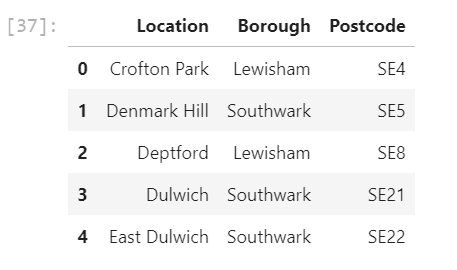 [37]: Location Borough Postcode
0 Crofton Park Lewisham SE4
1 Denmark Hill Southwark SE5
2 Deptford Lewisham SE8
3 Dulwich Southwark SE21
4 East Dulwich Southwark SE22